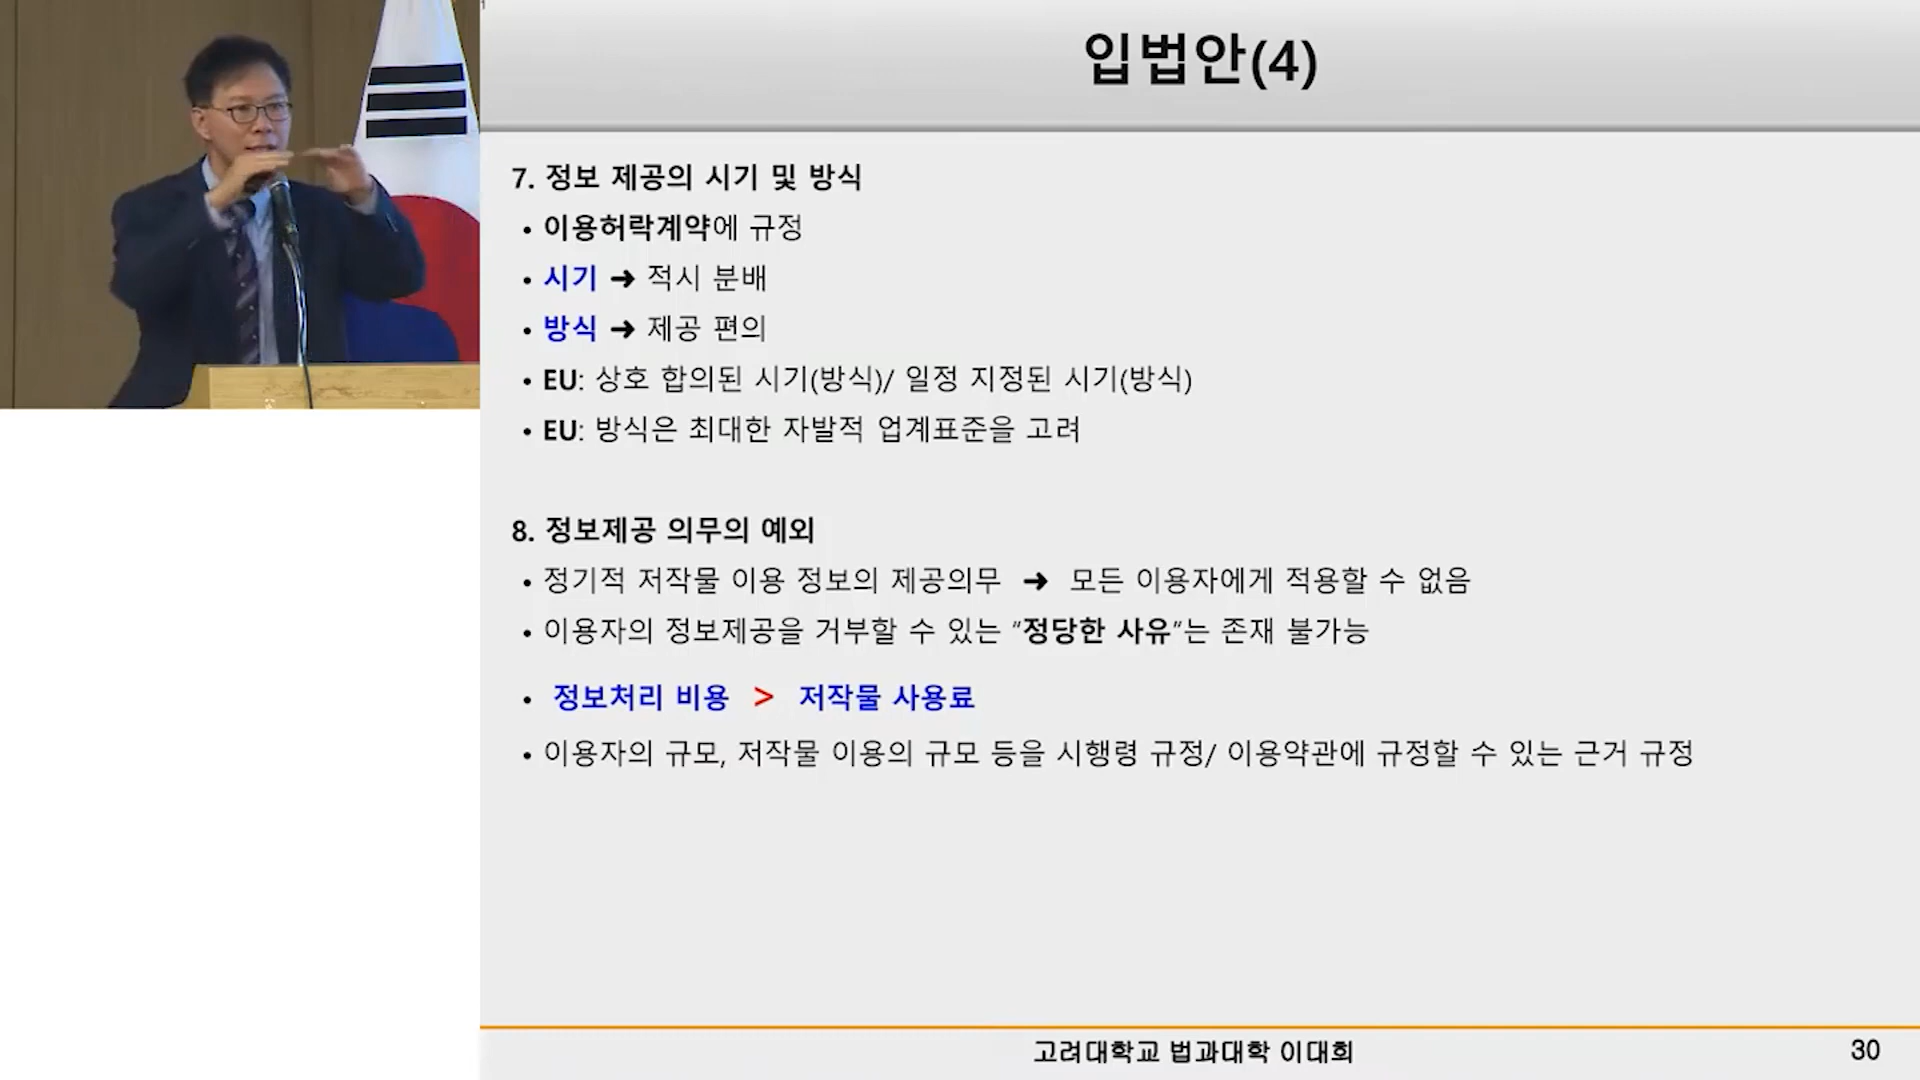 입법안(4)
7. 정보 제공의 시기 및 방식
• 이용허락계약에 규정
• 시기 ➜ 적시 분배
• 방식 ➜ 제공 편의
• EU: 상호 합의된 시기(방식)/ 일정 지정된 시기(방식)
• EU: 방식은 최대한 자발적 업계표준을 고려
8. 정보제공 의무의 예외
• 정기적 저작물 이용 정보의 제공의무 ➜ 모든 이용자에게 적용할 수 없음
• 이용자의 정보제공을 거부할 수 있는 "정당한 사유"는 존재 불가능
• 정보처리 비용 > 저작물 사용료
• 이용자의 규모, 저작물 이용의 규모 등을 시행령 규정/ 이용약관에 규정할 수 있는 근거 규정
고려대학교 법과대학 이대희
30